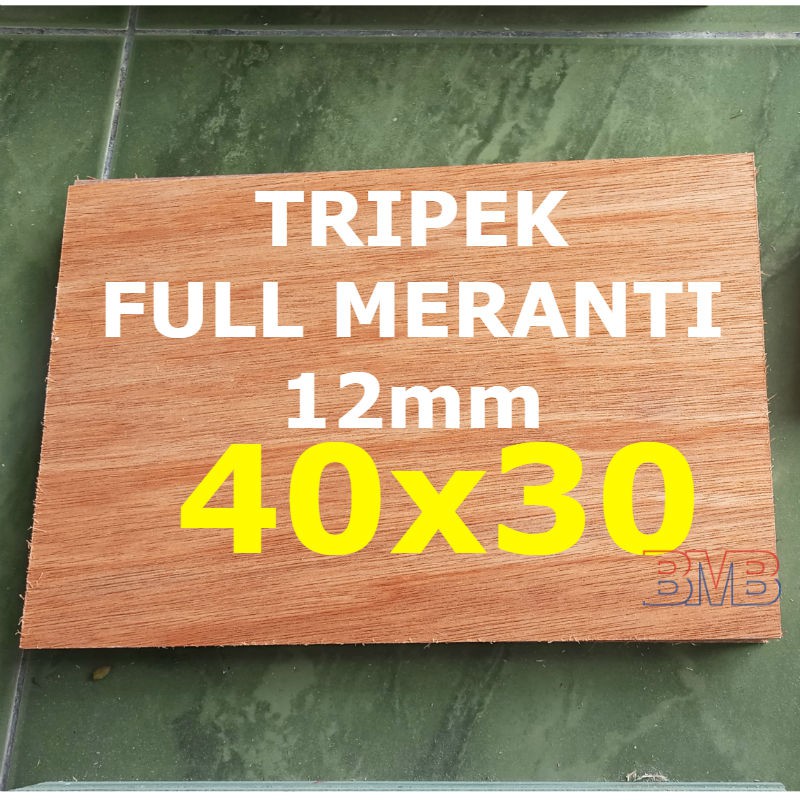 TRIPEK
FULL MERANTI
12mm
40x30
BMB